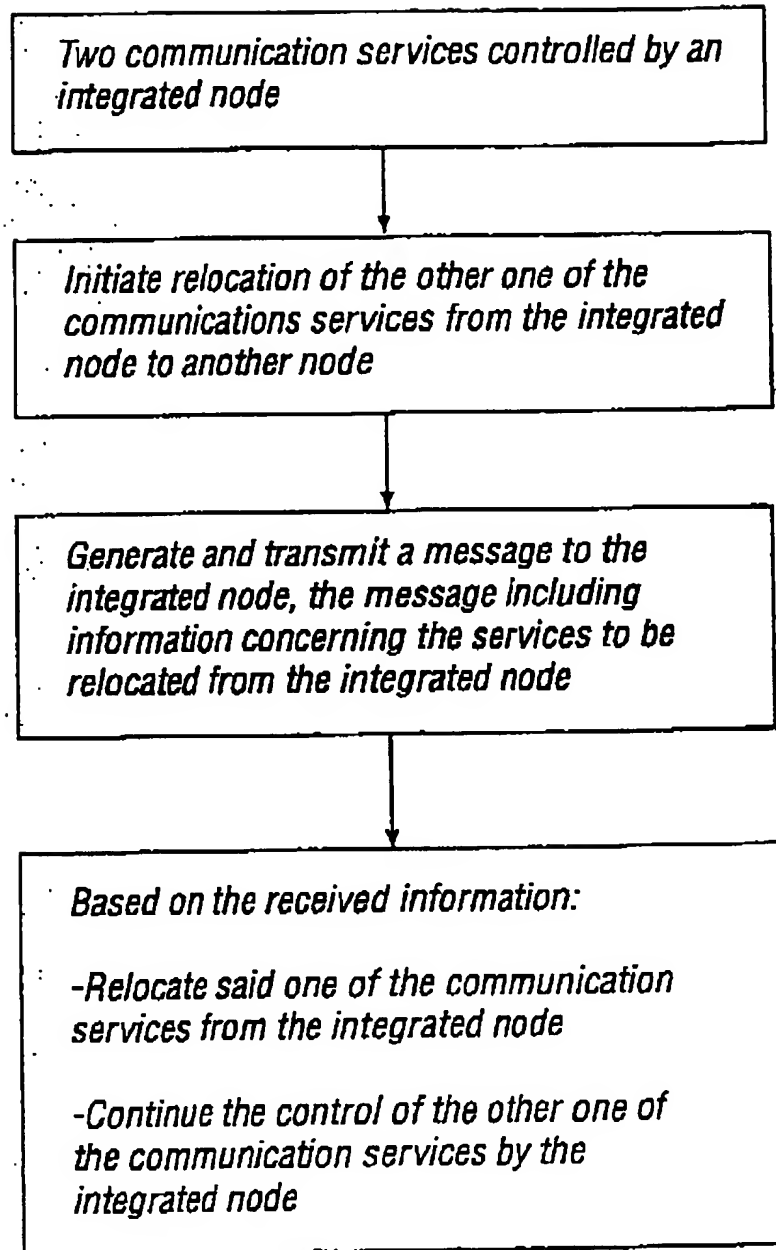 Two communication services controlled by an
integrated node
Initiate relocation of the other one of the
communications services from the integrated
node to another node
Generate and transmit a message to the
integrated node, the message including
information concerning the services to be
relocated from the integrated node
Based on the received information:
-Relocate said one of the communication
services from the integrated node
-Continue the control of the other one of
the communication services by the
integrated node